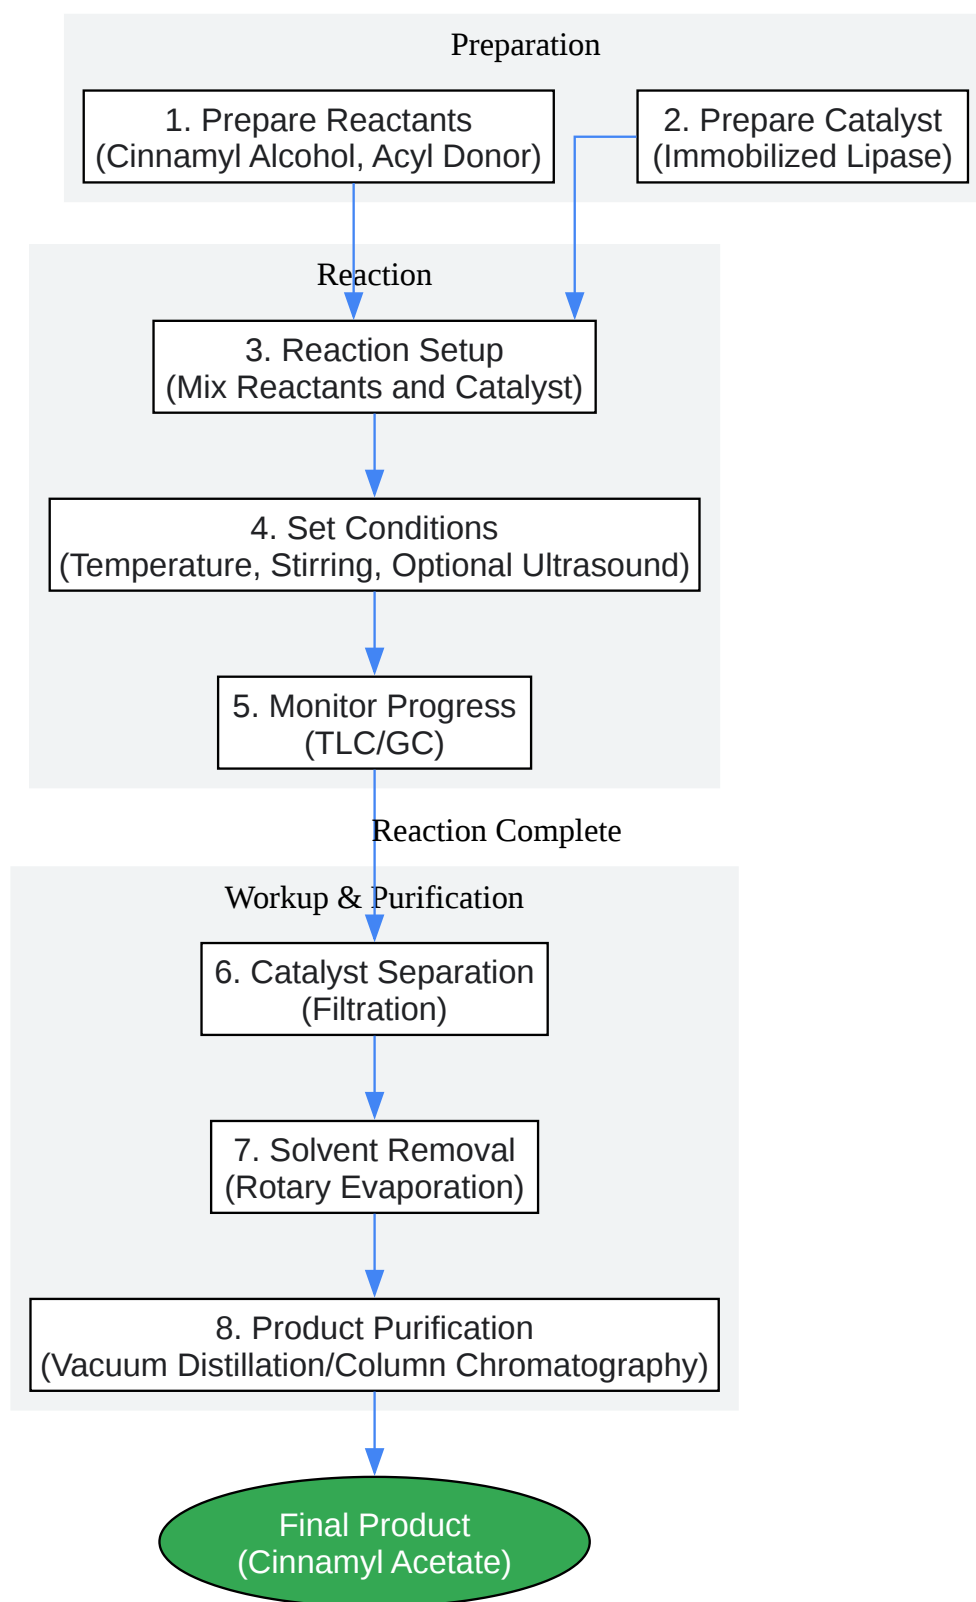 Preparation
1. Prepare Reactants
(Cinnamyl Alcohol, Acyl Donor)
2. Prepare Catalyst
(Immobilized Lipase)
Reaction
3. Reaction Setup
(Mix Reactants and Catalyst)
4. Set Conditions
(Temperature, Stirring, Optional Ultrasound)
5. Monitor Progress
(TLC/GC)
Reaction Complete
Workup & Purification
6. Catalyst Separation
(Filtration)
7. Solvent Removal
(Rotary Evaporation)
8. Product Purification
(Vacuum Distillation/Column Chromatography)
Final Product
(Cinnamyl Acetate)